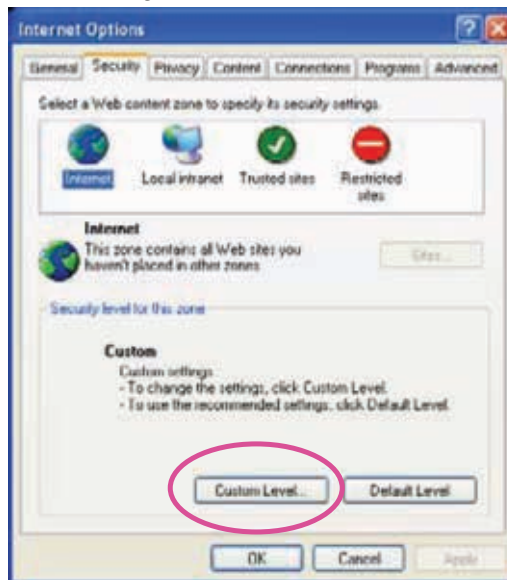 Internet Options
General Security Privacy Content Connections Programs Advanced
Select a Web content zone to specify its security settings.
Internet Local intranet Trusted sites Restricted sites
Internet
This zone contains all Web sites you
haven't placed in other zones.
Sites...
Security level for this zone
Custom
Custom settings
- To change the settings, click Custom Level.
- To use the recommended settings, click Default Level.
Custom Level... Default Level
OK Cancel Apply